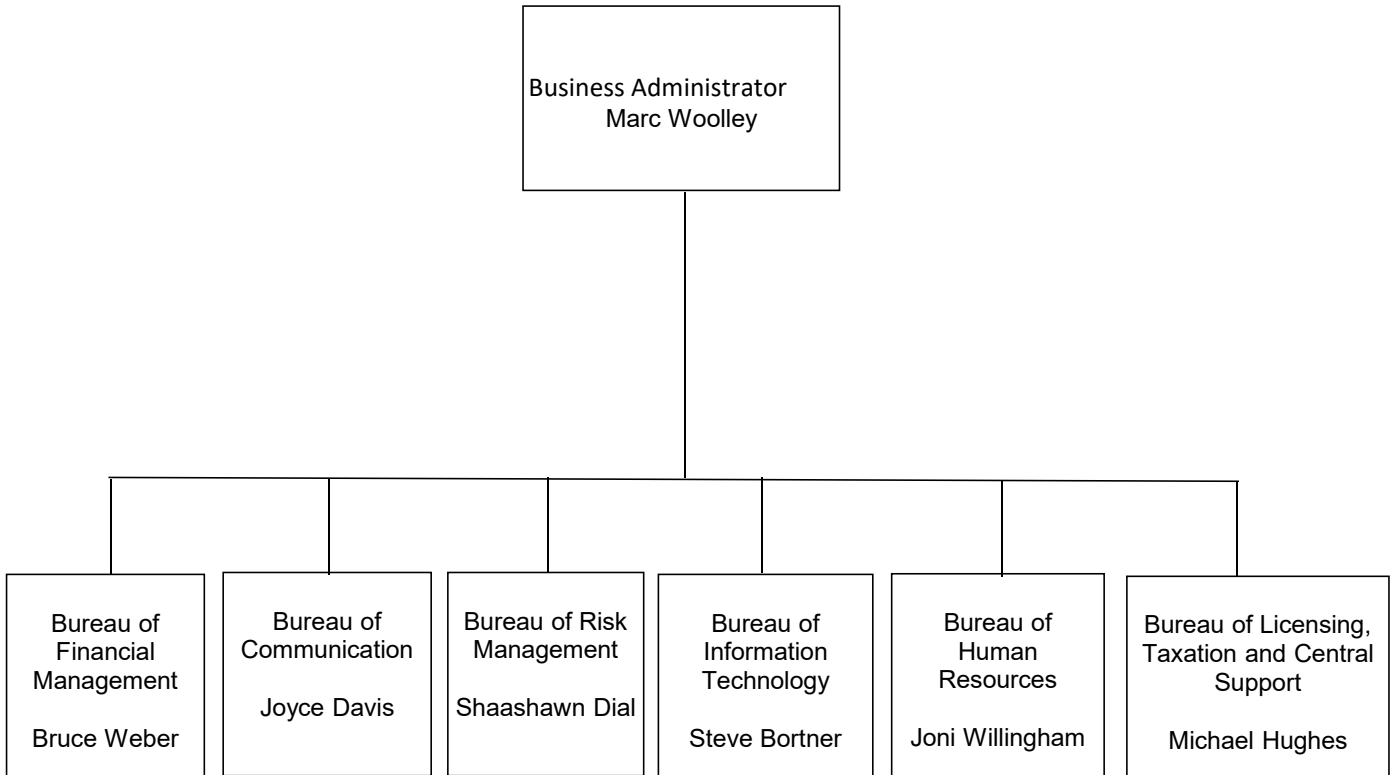 Business Administrator
Marc Woolley
Bureau of
Financial
Management
Bruce Weber
Bureau of
Communication
Joyce Davis
Bureau of Risk
Management
Shaashawn Dial
Bureau of
Information
Technology
Steve Bortner
Bureau of
Human
Resources
Joni Willingham
Bureau of Licensing,
Taxation and Central
Support
Michael Hughes